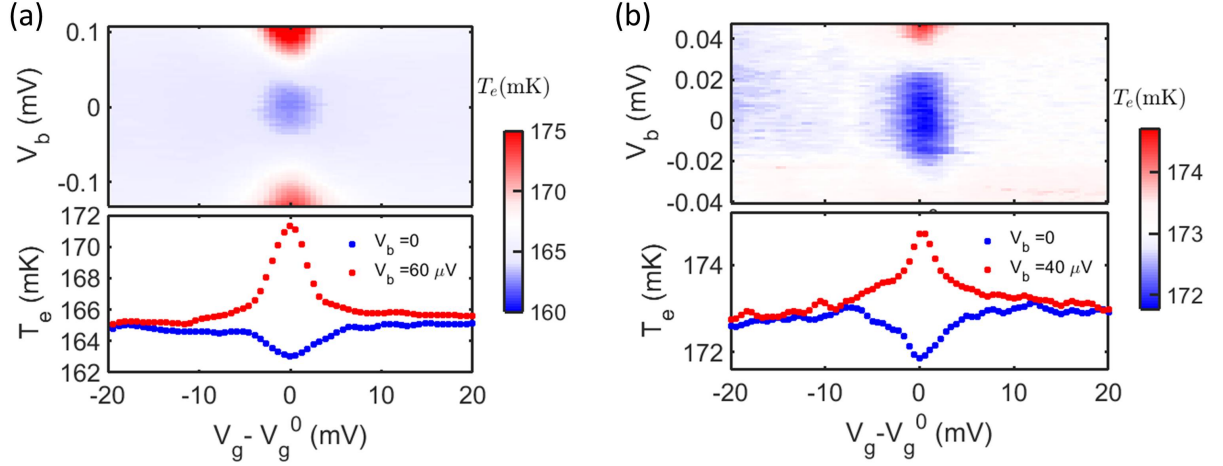 (a)
0.1
0
-0.1
V_b (mV)
T_e(mK)
175
170
165
160
172
170
168
166
164
162
T_e (mK)
V_b =0
V_b =60 μV
-20
-10
0
10
20
V_g- V_g^0 (mV)
(b)
0.04
0.02
0
-0.02
-0.04
V_b (mV)
T_e(mK)
174
173
172
174
172
T_e (mK)
V_b =0
V_b =40 μV
-20
-10
0
10
20
V_g-V_g^0 (mV)